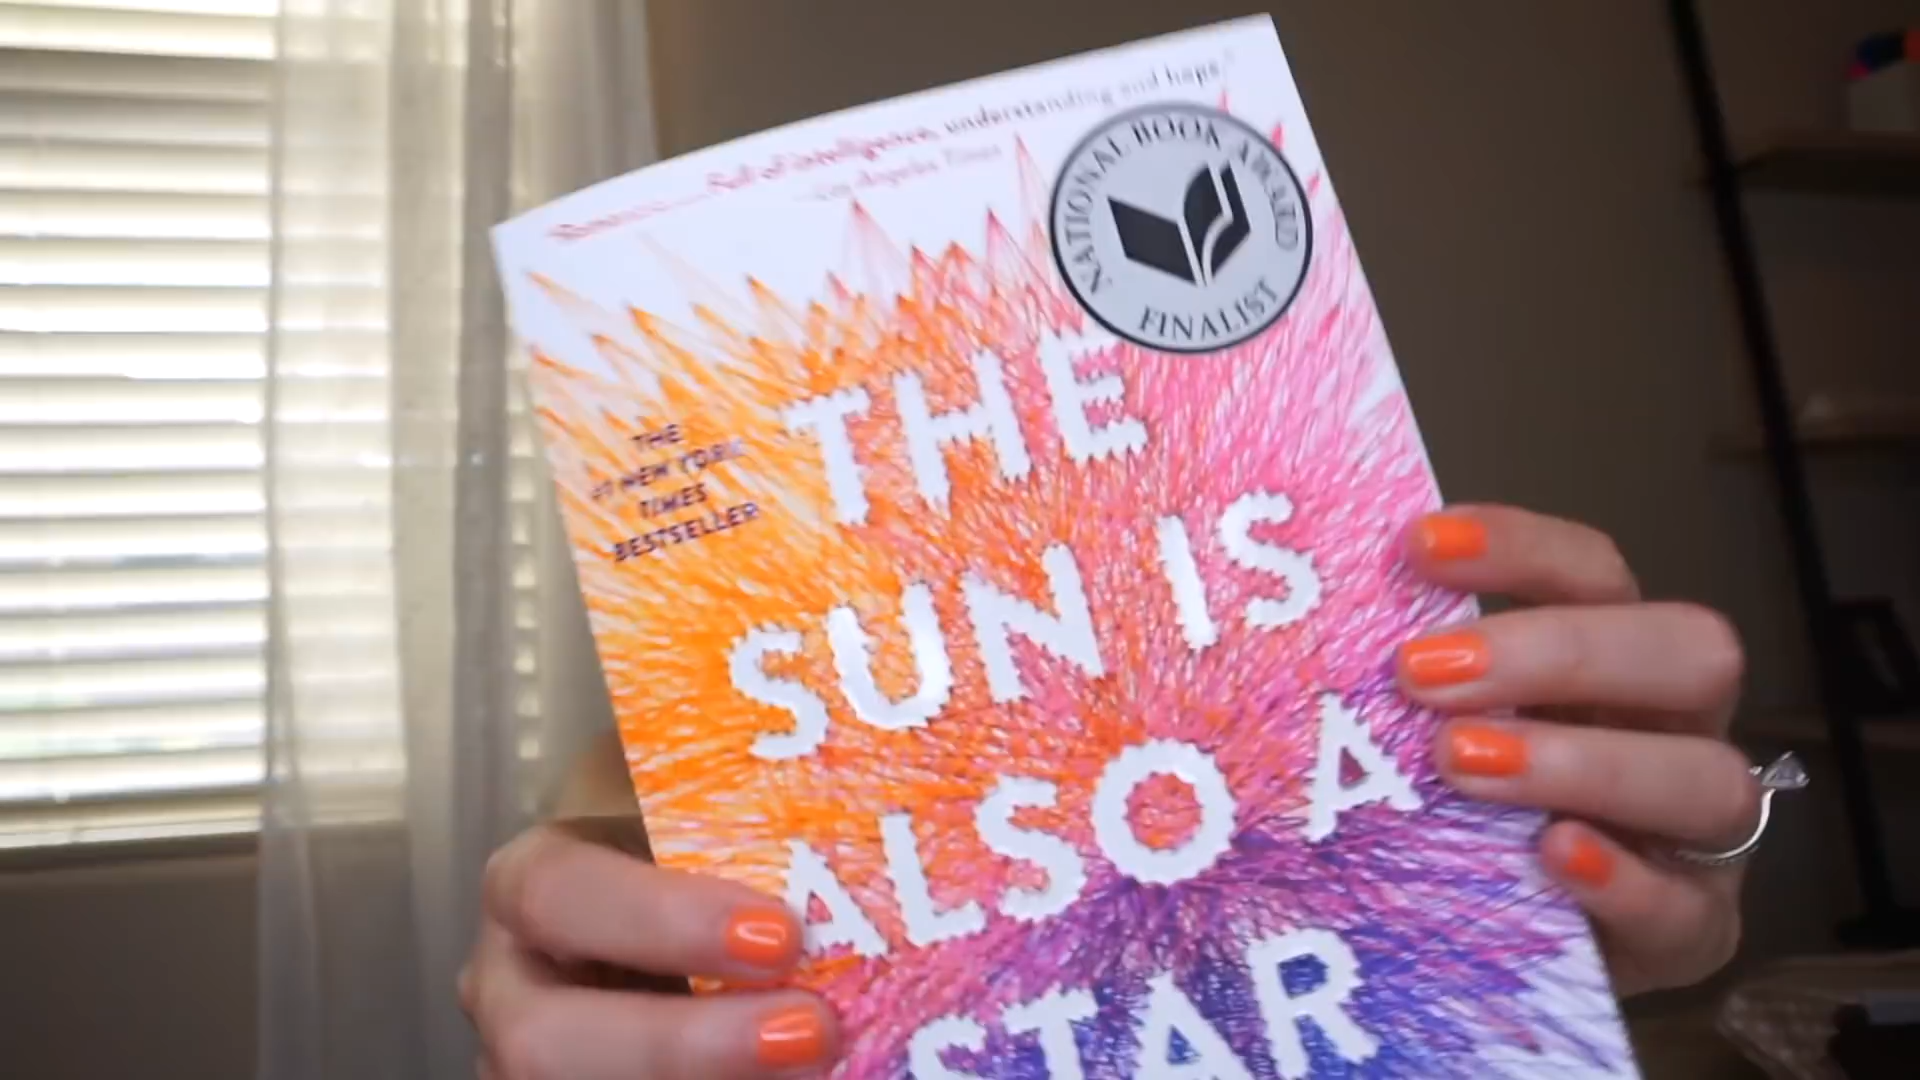 full of intelligence, understanding and hope."
—Los Angeles Times
NATIONAL BOOK AWARD
FINALIST
THE
#1 NEW YORK
TIMES
BESTSELLER
THE
SUN IS
ALSO A
STAR